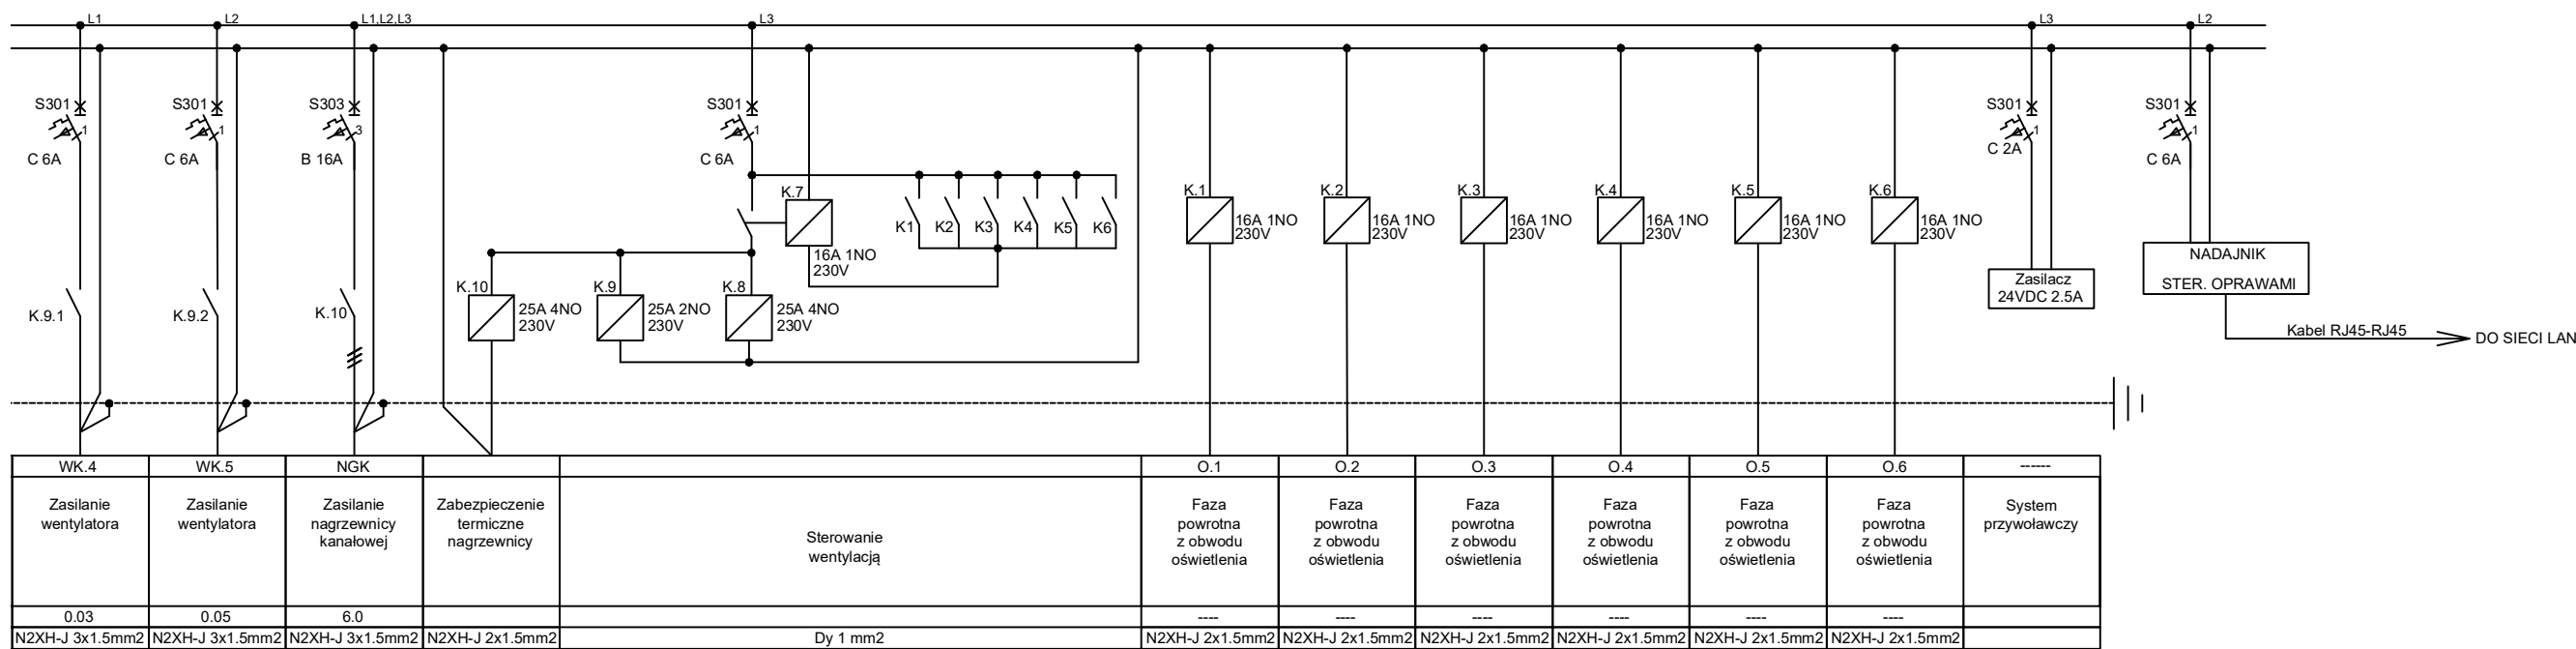 L1
L2
L1,L2,L3
L3
L3
L2
S301
1
C 6A
S301
1
C 6A
S303
3
B 16A
S301
1
C 6A
S301
1
C 2A
S301
1
C 6A
K.9.1
K.9.2
K.10
K.7
16A 1NO
230V
K1
K2
K3
K4
K5
K6
K.10
25A 4NO
230V
K.9
25A 2NO
230V
K.8
25A 4NO
230V
K.1
16A 1NO
230V
K.2
16A 1NO
230V
K.3
16A 1NO
230V
K.4
16A 1NO
230V
K.5
16A 1NO
230V
K.6
16A 1NO
230V
Zasilacz
24VDC 2.5A
NADAJNIK
STER. OPRAWAMI
Kabel RJ45-RJ45
DO SIECI LAN
WK.4
Zasilanie
wentylatora
0.03
N2XH-J 3x1.5mm2
WK.5
Zasilanie
wentylatora
0.05
N2XH-J 3x1.5mm2
NGK
Zasilanie
nagrzewnicy
kanałowej
6.0
N2XH-J 3x1.5mm2
Zabezpieczenie
termiczne
nagrzewnicy
N2XH-J 2x1.5mm2
Sterowanie
wentylacją
Dy 1 mm2
O.1
Faza
powrotna
z obwodu
oświetlenia
----
N2XH-J 2x1.5mm2
O.2
Faza
powrotna
z obwodu
oświetlenia
----
N2XH-J 2x1.5mm2
O.3
Faza
powrotna
z obwodu
oświetlenia
----
N2XH-J 2x1.5mm2
O.4
Faza
powrotna
z obwodu
oświetlenia
----
N2XH-J 2x1.5mm2
O.5
Faza
powrotna
z obwodu
oświetlenia
----
N2XH-J 2x1.5mm2
O.6
Faza
powrotna
z obwodu
oświetlenia
----
N2XH-J 2x1.5mm2
------
System
przywoławczy